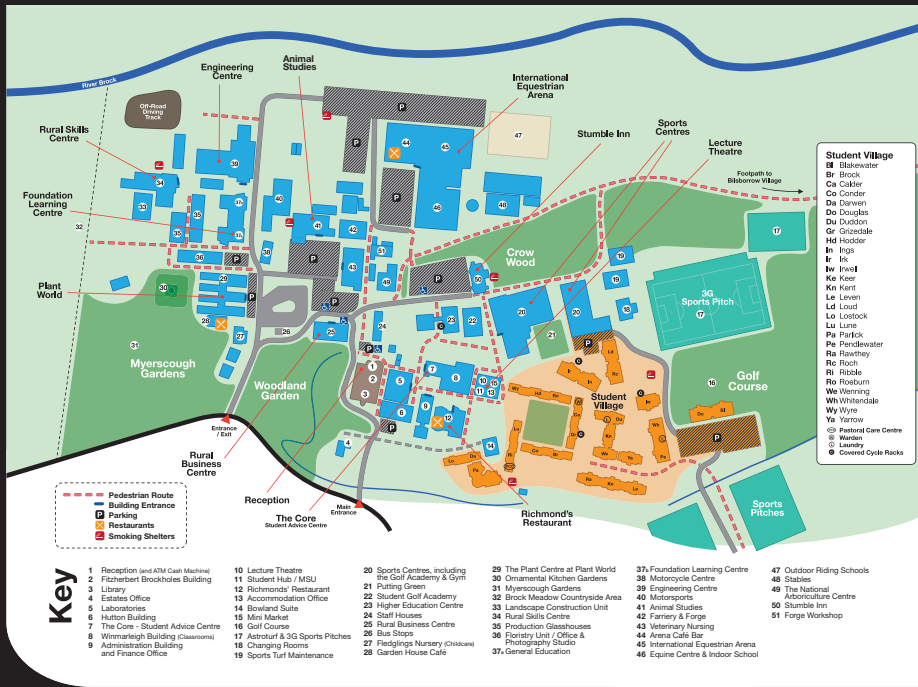 River Brock
Off-Road
Driving
Track
Engineering
Centre
Animal
Studies
International
Equestrian
Arena
Stumble Inn
Sports
Centres
Lecture
Theatre
Rural Skills
Centre
Foundation
Learning
Centre
Plant
World
Myerscough
Gardens
Woodland
Garden
Crow
Wood
3G
Sports Pitch
Golf
Course
Student
Village
Sports
Pitches
Footpath to
Bilsborrow Village
Entrance
/ Exit
Rural
Business
Centre
Reception
The Core
Student Advice Centre
Main
Entrance
Richmond's
Restaurant
Student Village
Bl Blakewater
Br Brock
Ca Calder
Co Conder
Da Darwen
Do Douglas
Du Duddon
Gr Grizedale
Hd Hodder
In Ings
Ir Irk
Iw Irwel
Ke Keer
Kn Kent
Le Leven
Ld Loud
Lo Lostock
Lu Lune
Pa Parlick
Pe Pendlewater
Ra Rawthey
Rc Roch
Ri Ribble
Ro Roeburn
We Wenning
Wh Whitendale
Wy Wyre
Ya Yarrow
Pastoral Care Centre
Warden
Laundry
Covered Cycle Racks
Pedestrian Route
Building Entrance
P Parking
Restaurants
Smoking Shelters
Key
1 Reception (and ATM Cash Machine)
2 Fitzherbert Brockholes Building
3 Library
4 Estates Office
5 Laboratories
6 Hutton Building
7 The Core - Student Advice Centre
8 Winmarleigh Building (Classrooms)
9 Administration Building
and Finance Office
10 Lecture Theatre
11 Student Hub / MSU
12 Richmonds' Restaurant
13 Accommodation Office
14 Bowland Suite
15 Mini Market
16 Golf Course
17 Astroturf & 3G Sports Pitches
18 Changing Rooms
19 Sports Turf Maintenance
20 Sports Centres, including
the Golf Academy & Gym
21 Putting Green
22 Student Golf Academy
23 Higher Education Centre
24 Staff Houses
25 Rural Business Centre
26 Bus Stops
27 Fledglings Nursery (Childcare)
28 Garden House Café
29 The Plant Centre at Plant World
30 Ornamental Kitchen Gardens
31 Myerscough Gardens
32 Brock Meadow Countryside Area
33 Landscape Construction Unit
34 Rural Skills Centre
35 Production Glasshouses
36 Floristry Unit / Office &
Photography Studio
37a General Education
37b Foundation Learning Centre
38 Motorcycle Centre
39 Engineering Centre
40 Motorsports
41 Animal Studies
42 Farriery & Forge
43 Veterinary Nursing
44 Arena Café Bar
45 International Equestrian Arena
46 Equine Centre & Indoor School
47 Outdoor Riding Schools
48 Stables
49 The National
Arboriculture Centre
50 Stumble Inn
51 Forge Workshop